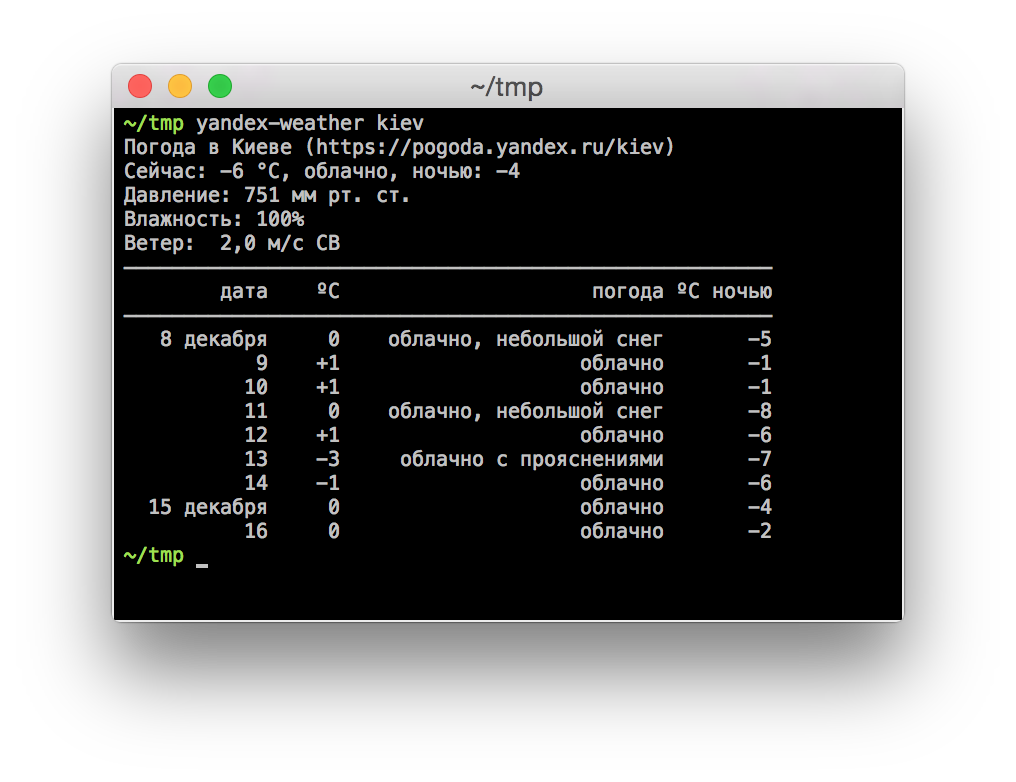 ~/tmp
~/tmp yandex-weather kiev
Погода в Киеве (https://pogoda.yandex.ru/kiev)
Сейчас: -6 °C, облачно, ночью: -4
Давление: 751 мм рт. ст.
Влажность: 100%
Ветер:  2,0 м/с СВ
дата ºC погода ºC ночью
8 декабря 0 облачно, небольшой снег -5
9 +1 облачно -1
10 +1 облачно -1
11 0 облачно, небольшой снег -8
12 +1 облачно -6
13 -3 облачно с прояснениями -7
14 -1 облачно -6
15 декабря 0 облачно -4
16 0 облачно -2
~/tmp _